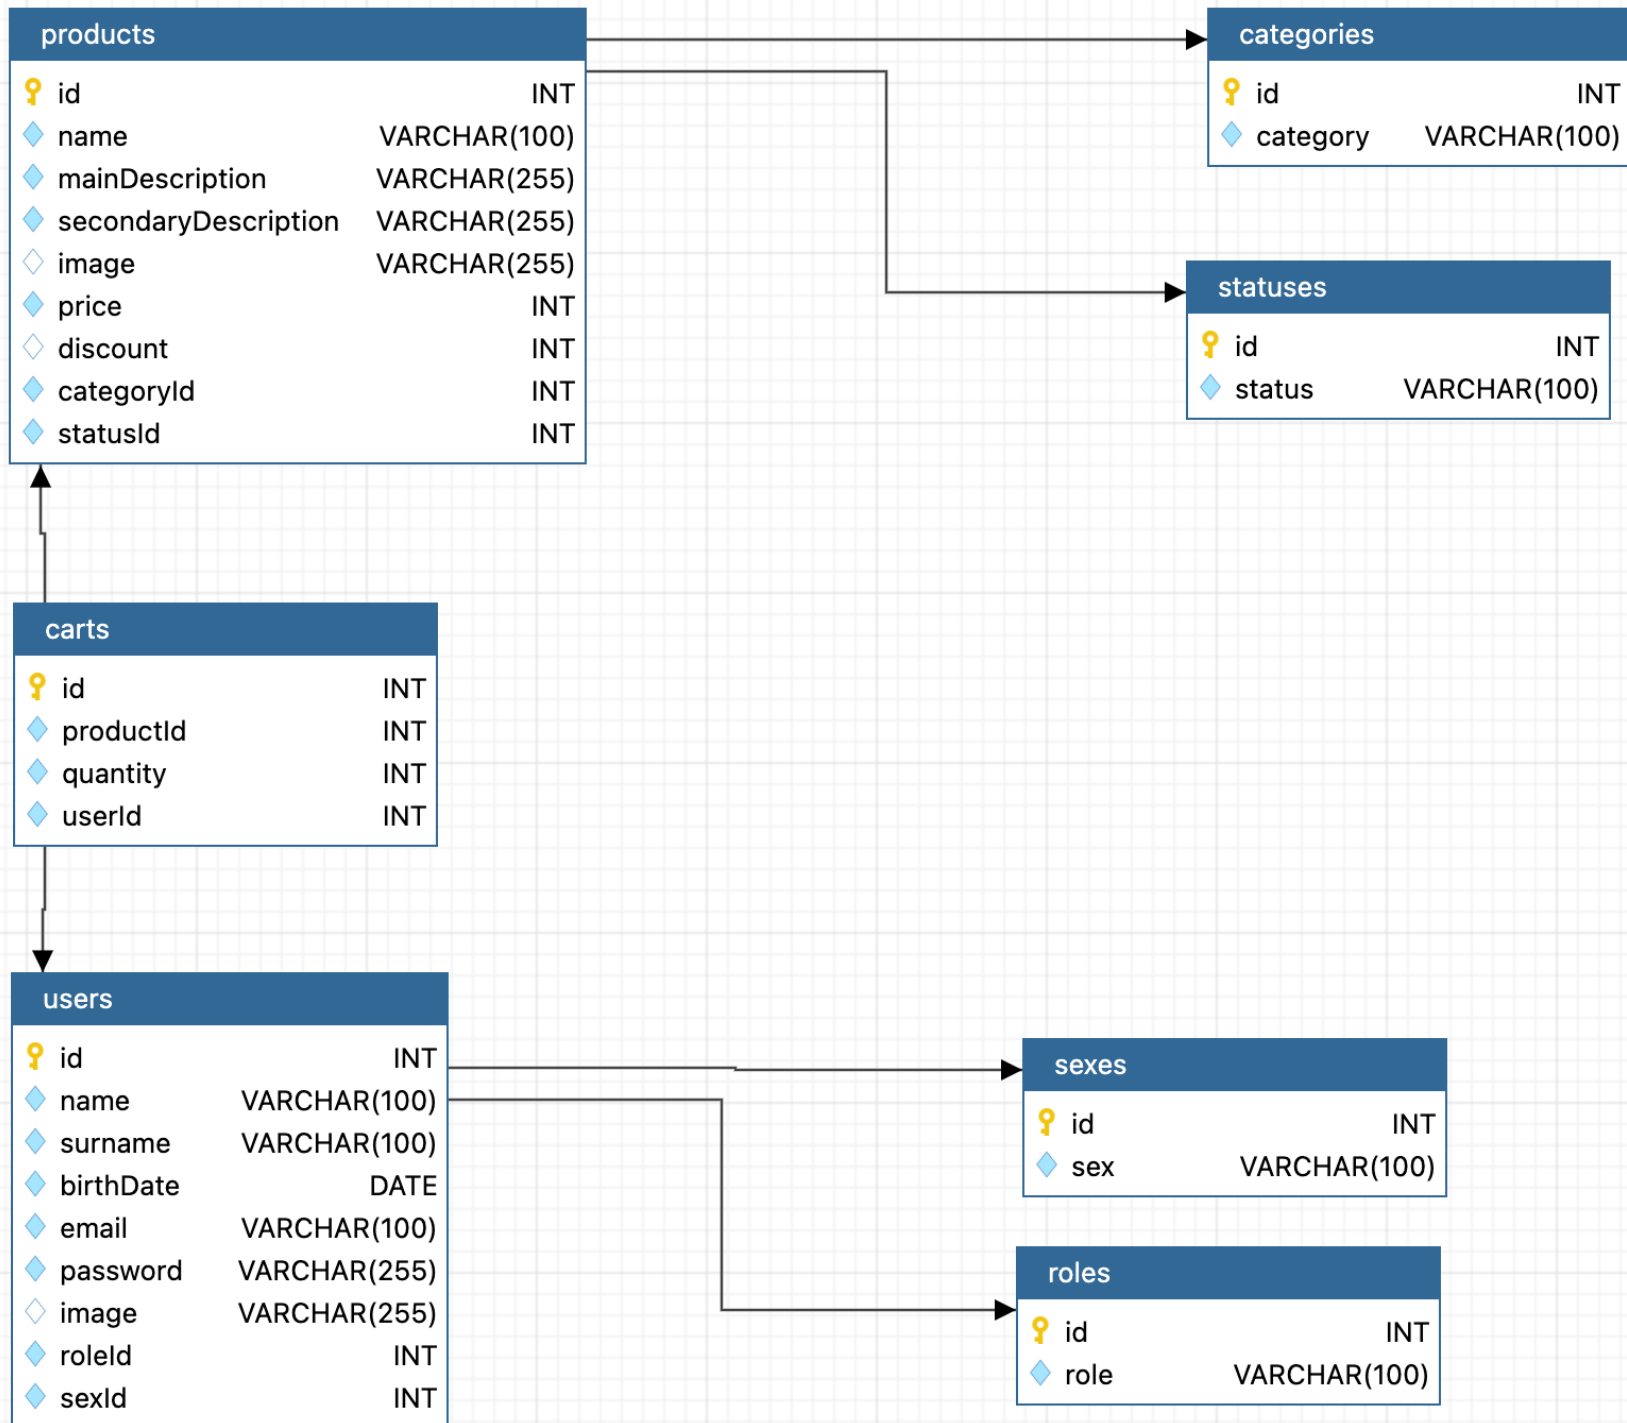 products
id INT
name VARCHAR(100)
mainDescription VARCHAR(255)
secondaryDescription VARCHAR(255)
image VARCHAR(255)
price INT
discount INT
categoryId INT
statusId INT
categories
id INT
category VARCHAR(100)
statuses
id INT
status VARCHAR(100)
carts
id INT
productId INT
quantity INT
userId INT
users
id INT
name VARCHAR(100)
surname VARCHAR(100)
birthDate DATE
email VARCHAR(100)
password VARCHAR(255)
image VARCHAR(255)
roleId INT
sexId INT
sexes
id INT
sex VARCHAR(100)
roles
id INT
role VARCHAR(100)